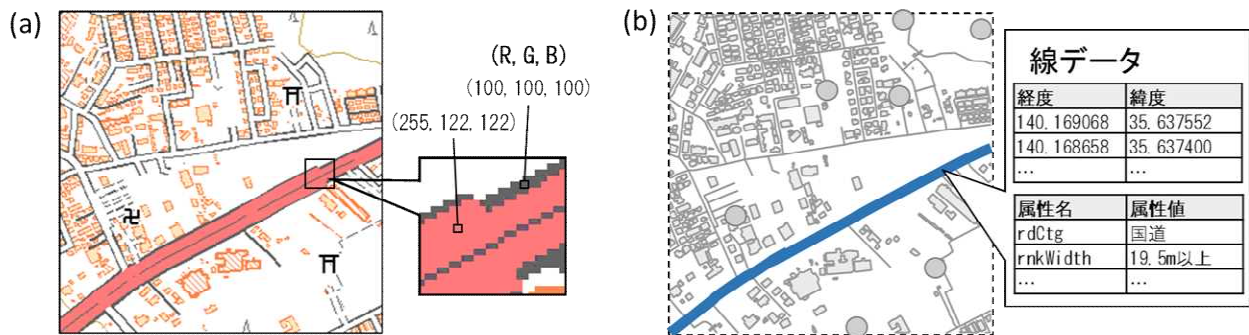 (a)
(R, G, B)
(100, 100, 100)
(255, 122, 122)
(b)
線データ
経度 緯度
140.169068 35.637552
140.168658 35.637400
... ...
属性名 属性値
rdCtg 国道
rnkWidth 19.5m以上
... ...